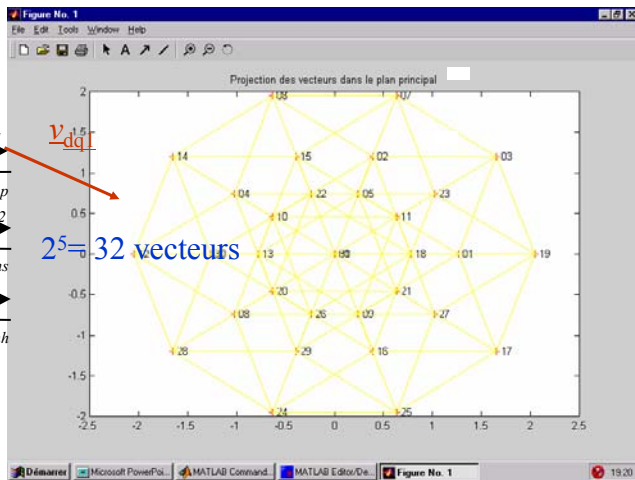 Figure No. 1
File Edit Tools Window Help
Projection des vecteurs dans le plan principal
v_dq1
2^5= 32 vecteurs
p
2
ns
h
2
1.5
1
0.5
0
-0.5
-1
-1.5
-2
-2.5 -2 -1.5 -1 -0.5 0 0.5 1 1.5 2 2.5
07
14 15 02 03
04 22 05 23
10 11
13 18 01 19
20 21
08 26 09 27
28 29 16 17
24 25
Démarrer Microsoft PowerPoi... MATLAB Command... MATLAB Editor/De... Figure No. 1 19:20